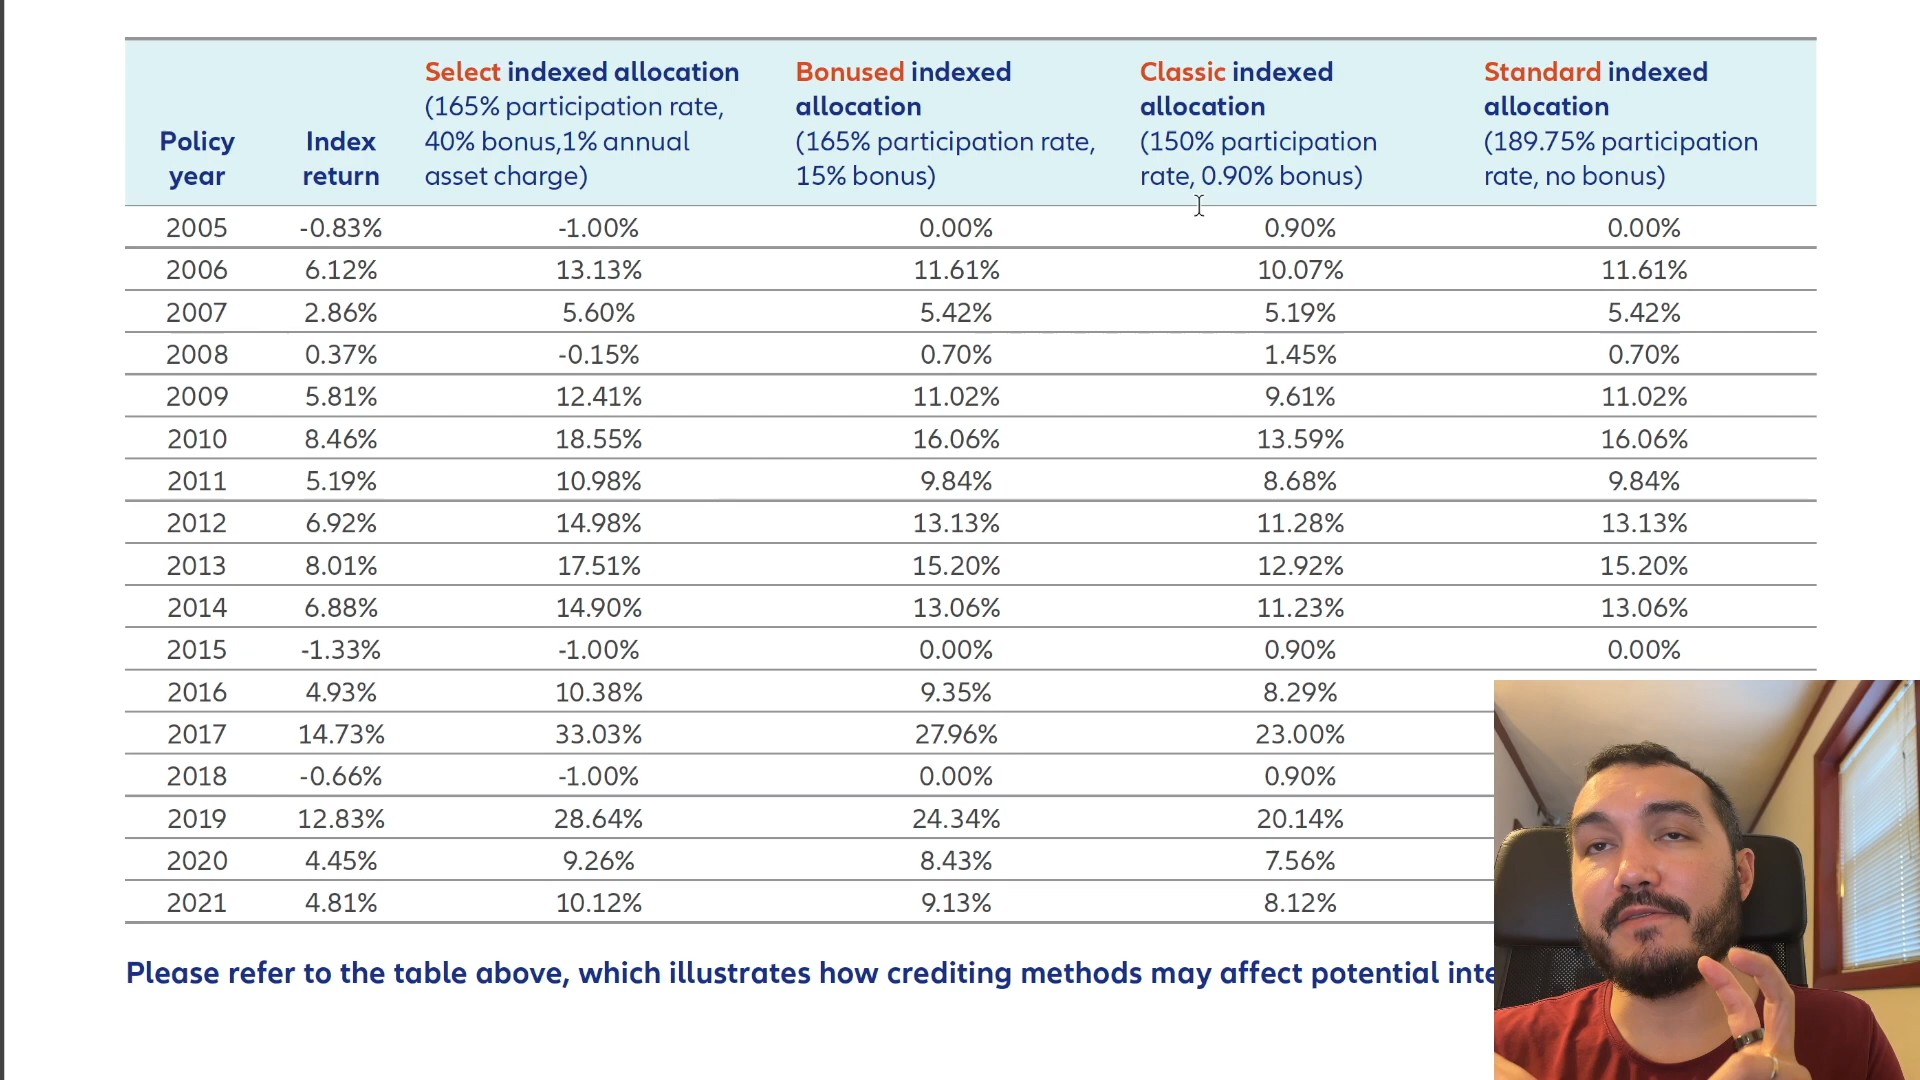 Policy year
Index return
Select indexed allocation
(165% participation rate,
40% bonus,1% annual
asset charge)
Bonused indexed
allocation
(165% participation rate,
15% bonus)
Classic indexed
allocation
(150% participation
rate, 0.90% bonus)
Standard indexed
allocation
(189.75% participation
rate, no bonus)
2005 -0.83% -1.00% 0.00% 0.90% 0.00%
2006 6.12% 13.13% 11.61% 10.07% 11.61%
2007 2.86% 5.60% 5.42% 5.19% 5.42%
2008 0.37% -0.15% 0.70% 1.45% 0.70%
2009 5.81% 12.41% 11.02% 9.61% 11.02%
2010 8.46% 18.55% 16.06% 13.59% 16.06%
2011 5.19% 10.98% 9.84% 8.68% 9.84%
2012 6.92% 14.98% 13.13% 11.28% 13.13%
2013 8.01% 17.51% 15.20% 12.92% 15.20%
2014 6.88% 14.90% 13.06% 11.23% 13.06%
2015 -1.33% -1.00% 0.00% 0.90% 0.00%
2016 4.93% 10.38% 9.35% 8.29%
2017 14.73% 33.03% 27.96% 23.00%
2018 -0.66% -1.00% 0.00% 0.90%
2019 12.83% 28.64% 24.34% 20.14%
2020 4.45% 9.26% 8.43% 7.56%
2021 4.81% 10.12% 9.13% 8.12%
Please refer to the table above, which illustrates how crediting methods may affect potential